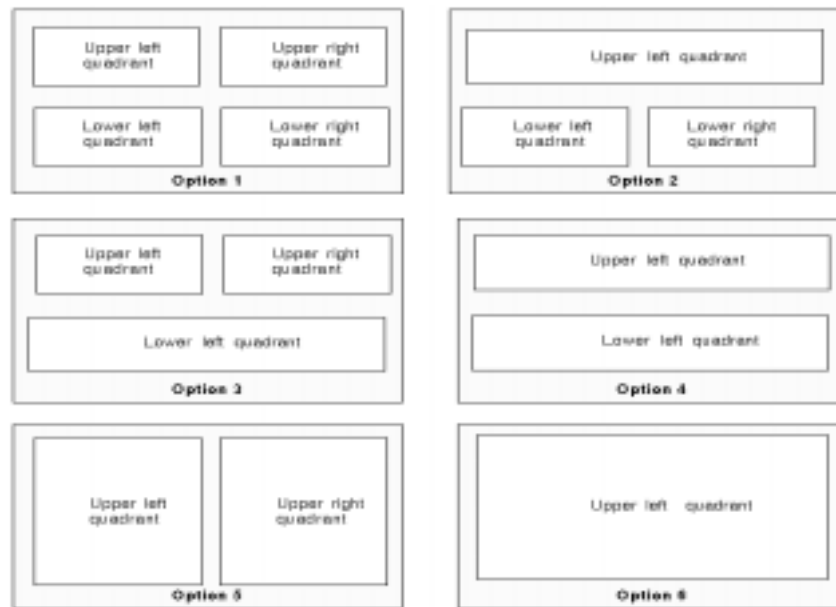 Upper left
quadrant
Upper right
quadrant
Lower left
quadrant
Lower right
quadrant
Option 1
Upper left quadrant
Lower left
quadrant
Lower right
quadrant
Option 2
Upper left
quadrant
Upper right
quadrant
Lower left quadrant
Option 3
Upper left quadrant
Lower left quadrant
Option 4
Upper left
quadrant
Upper right
quadrant
Option 5
Upper left quadrant
Option 6